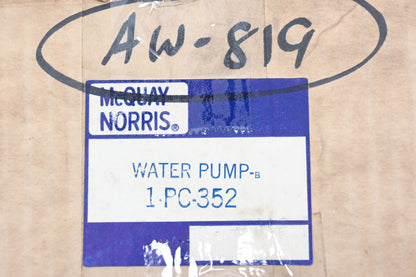 AW-819
McQUAY
NORRIS®
WATER PUMP-B
1-PC-352